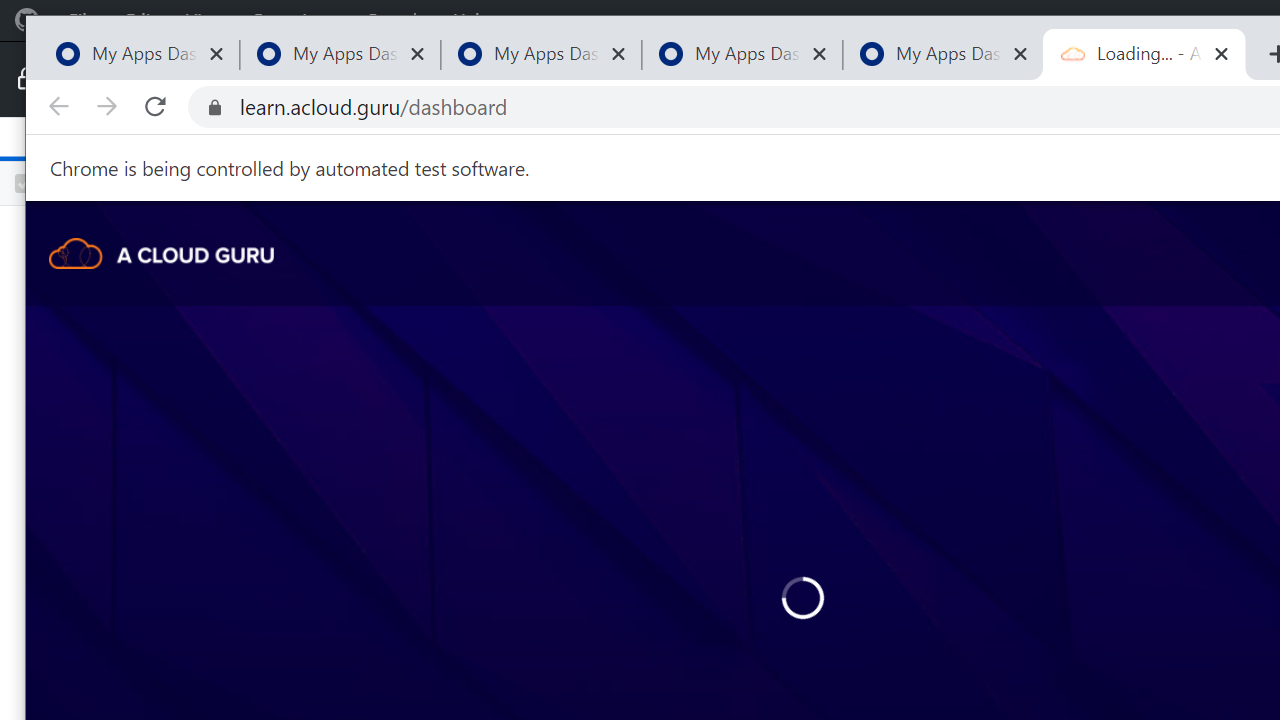 My Apps Das My Apps Das My Apps Das My Apps Das My Apps Das Loading... - A
learn.acloud.guru/dashboard
Chrome is being controlled by automated test software.
A CLOUD GURU